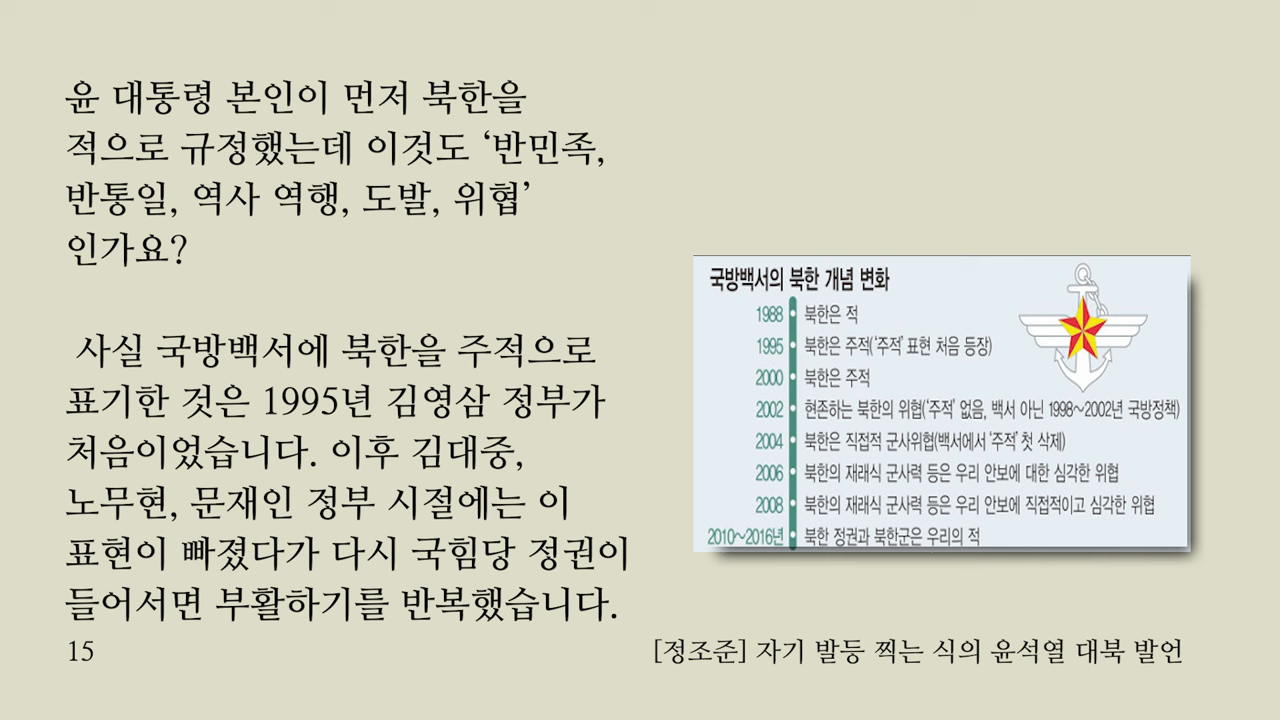 윤 대통령 본인이 먼저 북한을
적으로 규정했는데 이것도 ‘반민족,
반통일, 역사 역행, 도발, 위협’
인가요?
사실 국방백서에 북한을 주적으로
표기한 것은 1995년 김영삼 정부가
처음이었습니다. 이후 김대중,
노무현, 문재인 정부 시절에는 이
표현이 빠졌다가 다시 국힘당 정권이
들어서면 부활하기를 반복했습니다.
국방백서의 북한 개념 변화
1988 북한은 적
1995 북한은 주적(‘주적’ 표현 처음 등장)
2000 북한은 주적
2002 현존하는 북한의 위협(‘주적’ 없음, 백서 아닌 1998~2002년 국방정책)
2004 북한은 직접적 군사위협(백서에서 ‘주적’ 첫 삭제)
2006 북한의 재래식 군사력 등은 우리 안보에 대한 심각한 위협
2008 북한의 재래식 군사력 등은 우리 안보에 직접적이고 심각한 위협
2010~2016년 북한 정권과 북한군은 우리의 적
15
[정조준] 자기 발등 찍는 식의 윤석열 대북 발언